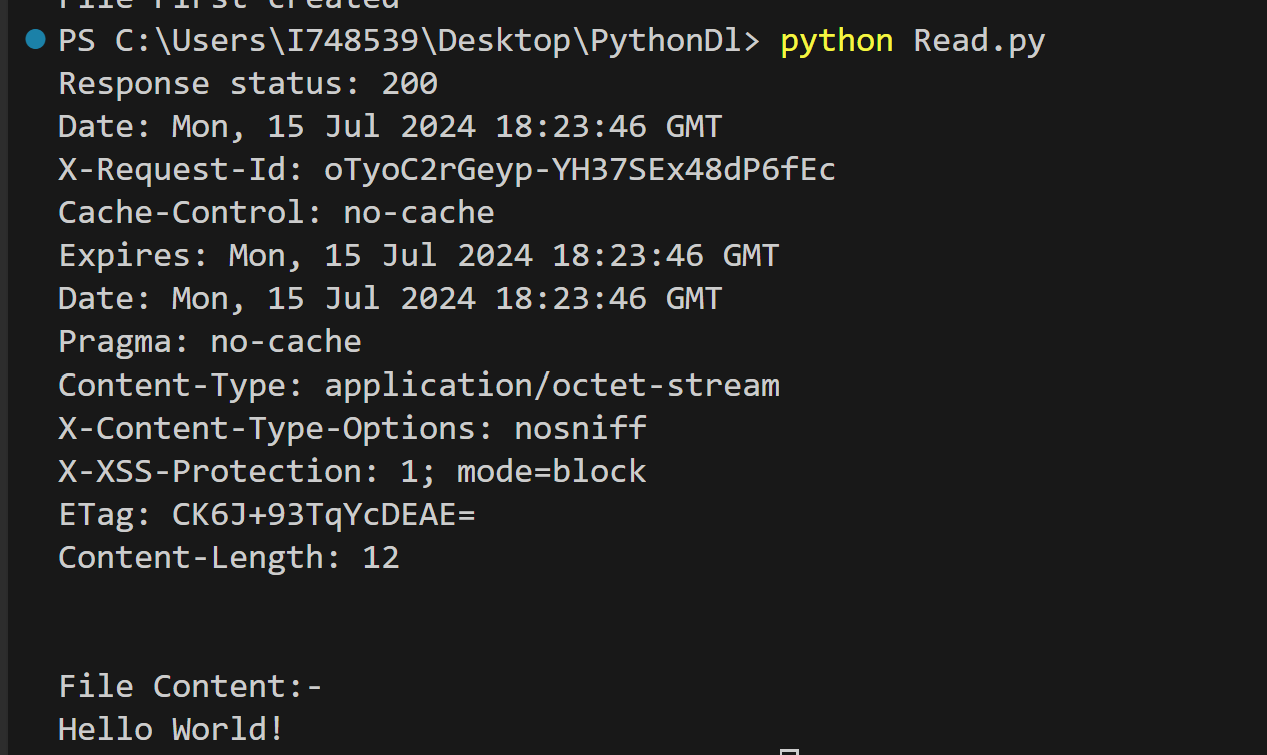 File First Created
PS C:\Users\I748539\Desktop\PythonDl> python Read.py
Response status: 200
Date: Mon, 15 Jul 2024 18:23:46 GMT
X-Request-Id: oTyoC2rGeyp-YH37SEx48dP6fEc
Cache-Control: no-cache
Expires: Mon, 15 Jul 2024 18:23:46 GMT
Date: Mon, 15 Jul 2024 18:23:46 GMT
Pragma: no-cache
Content-Type: application/octet-stream
X-Content-Type-Options: nosniff
X-XSS-Protection: 1; mode=block
ETag: CK6J+93TqYcDEAE=
Content-Length: 12
File Content:-
Hello World!